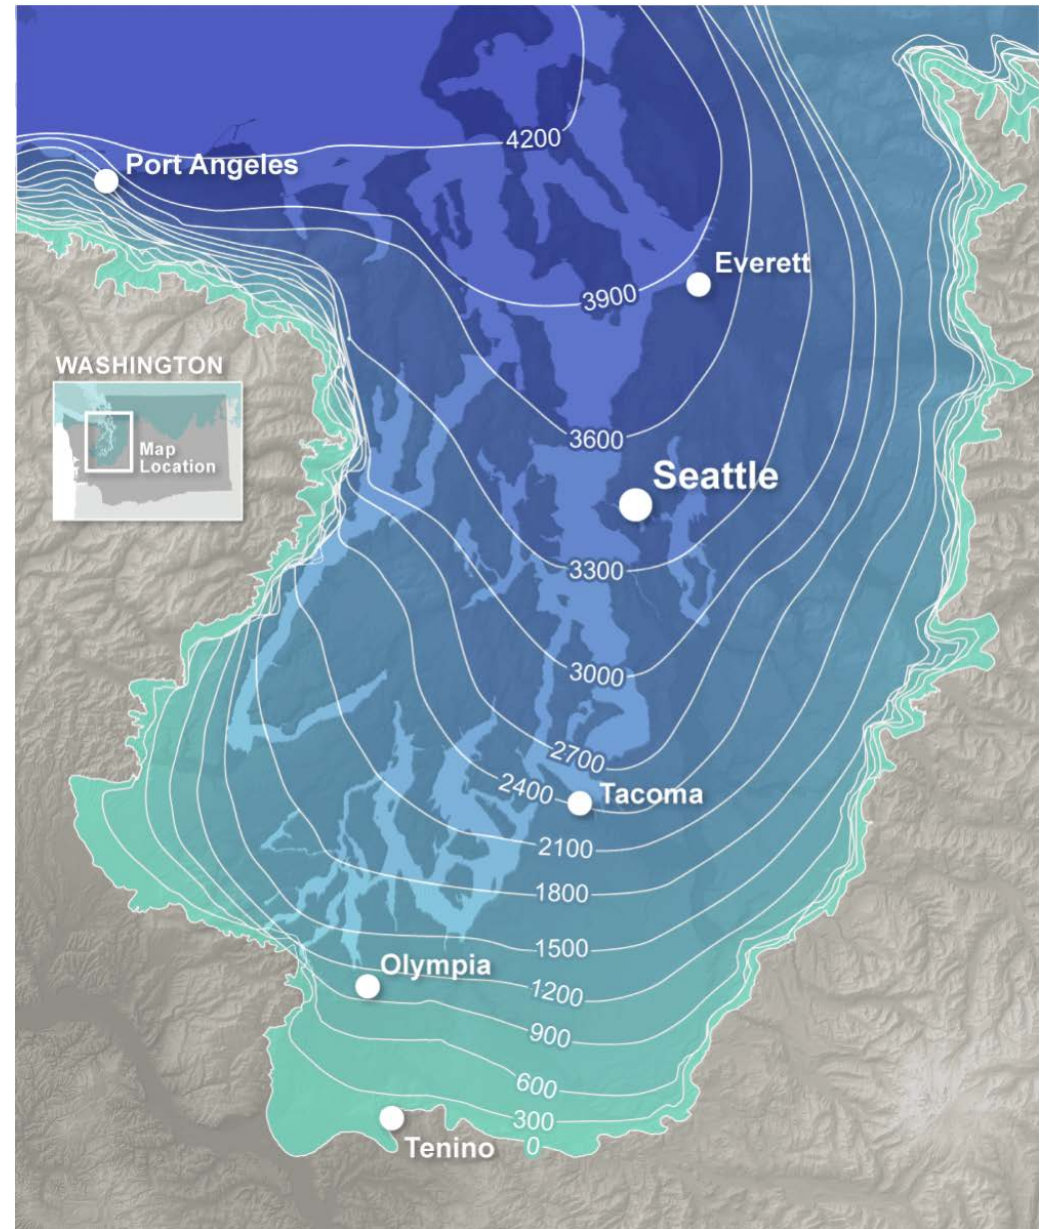 4200
Port Angeles
Everett
3900
WASHINGTON
3600
Map
Location
Seattle
3300
3000
2700
2400
Tacoma
2100
1800
1500
Olympia
1200
900
600
300
Tenino
0